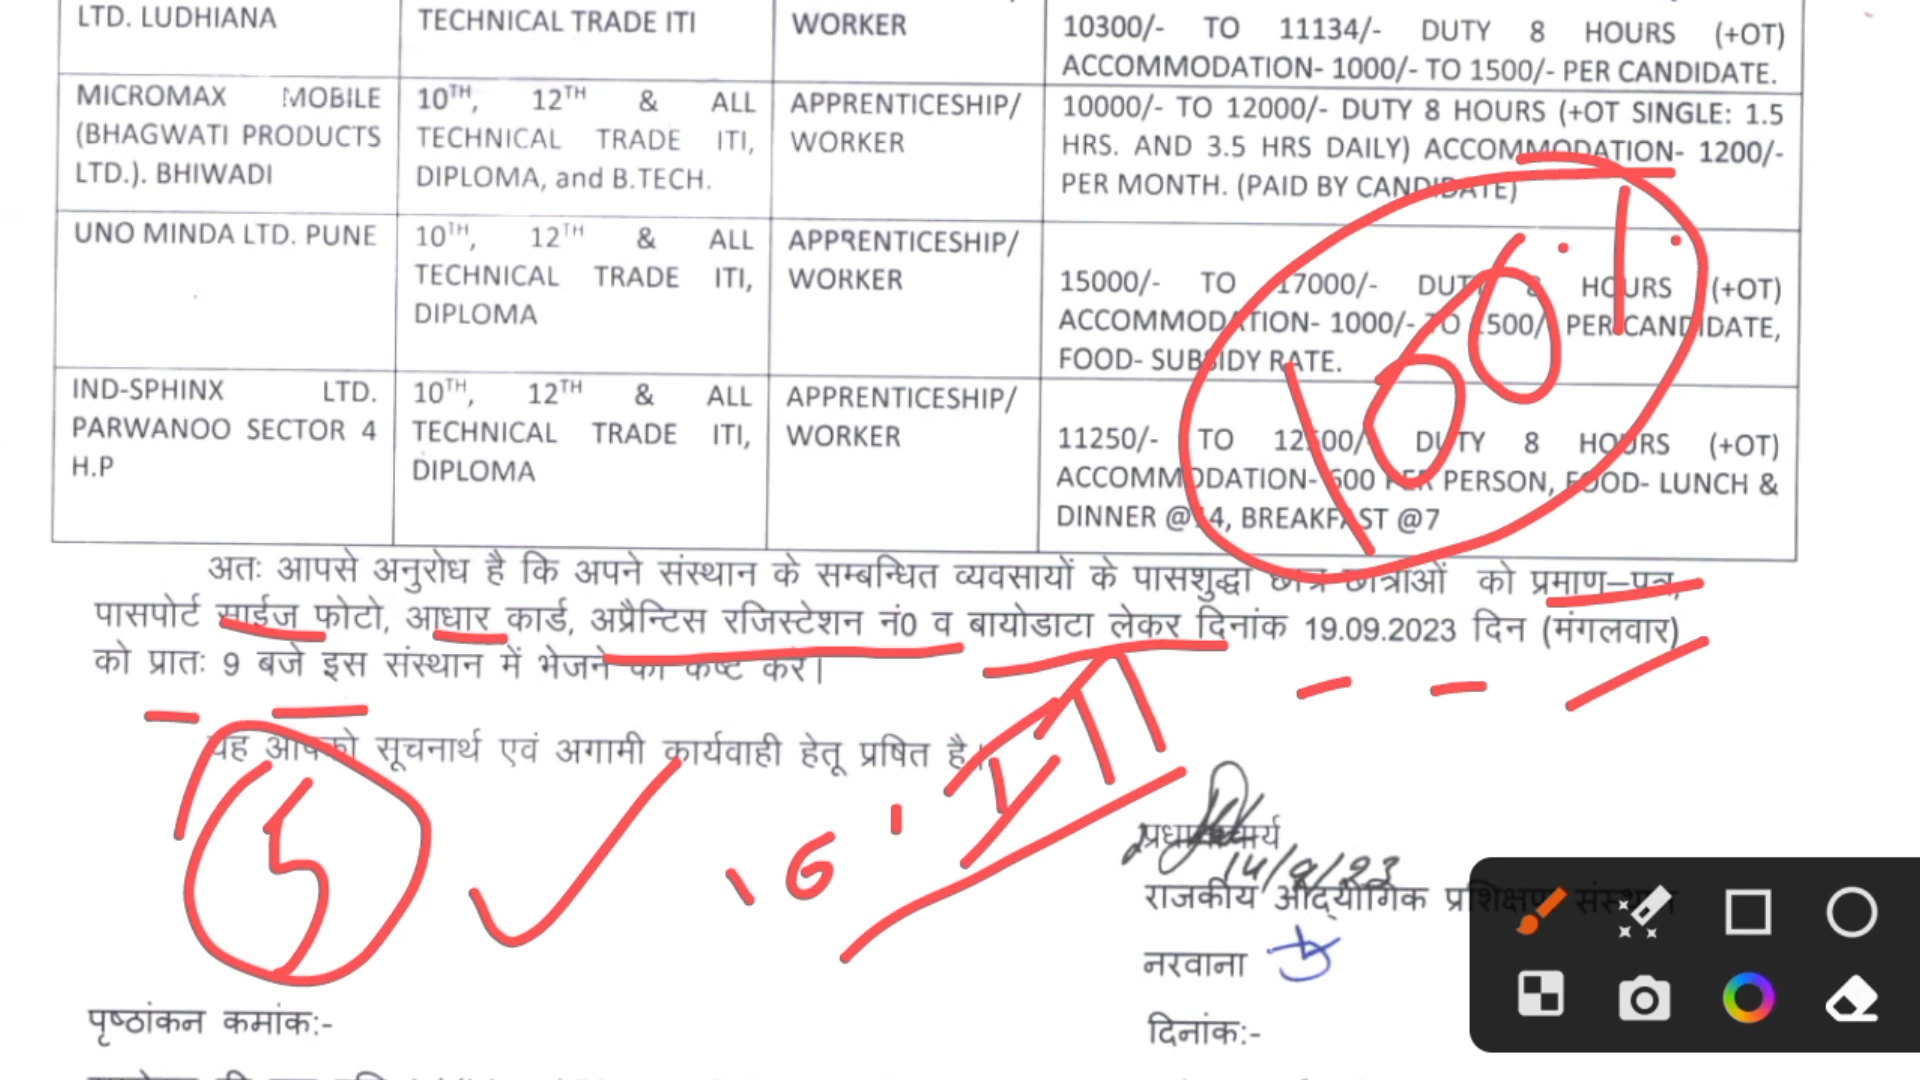 LTD. LUDHIANA
TECHNICAL TRADE ITI
WORKER
10300/- TO 11134/- DUTY 8 HOURS (+OT)
ACCOMMODATION- 1000/- TO 1500/- PER CANDIDATE.
MICROMAX MOBILE
(BHAGWATI PRODUCTS
LTD.). BHIWADI
10TH, 12TH & ALL
TECHNICAL TRADE ITI,
DIPLOMA, and B.TECH.
APPRENTICESHIP/
WORKER
10000/- TO 12000/- DUTY 8 HOURS (+OT SINGLE: 1.5
HRS. AND 3.5 HRS DAILY) ACCOMMODATION- 1200/-
PER MONTH. (PAID BY CANDIDATE)
UNO MINDA LTD. PUNE
10TH, 12TH & ALL
TECHNICAL TRADE ITI,
DIPLOMA
APPRENTICESHIP/
WORKER
15000/- TO 17000/- DUTY 8 HOURS (+OT)
ACCOMMODATION- 1000/- TO 1500/- PER CANDIDATE,
FOOD- SUBSIDY RATE.
IND-SPHINX LTD.
PARWANOO SECTOR 4
H.P
10TH, 12TH & ALL
TECHNICAL TRADE ITI,
DIPLOMA
APPRENTICESHIP/
WORKER
11250/- TO 12500/- DUTY 8 HOURS (+OT)
ACCOMMODATION- 600 PER PERSON, FOOD- LUNCH &
DINNER @14, BREAKFAST @7
100%
अतः आपसे अनुरोध है कि अपने संस्थान के सम्बन्धित व्यवसायों के पासशुद्धा छात्र छात्राओं को प्रमाण–पत्र,
पासपोर्ट साईज फोटो, आधार कार्ड, अप्रैन्टिस रजिस्टेशन नं0 व बायोडाटा लेकर दिनांक 19.09.2023 दिन (मंगलवार)
को प्रातः 9 बजे इस संस्थान में भेजने का कष्ट करें।
यह आपको सूचनार्थ एवं अगामी कार्यवाही हेतू प्रषित है।
5
G
ITI
प्रधानाचार्य
14/9/23
राजकीय औद्योगिक प्रशिक्षण संस्थान
नरवाना
पृष्ठांकन कमांक:-
दिनांक:-